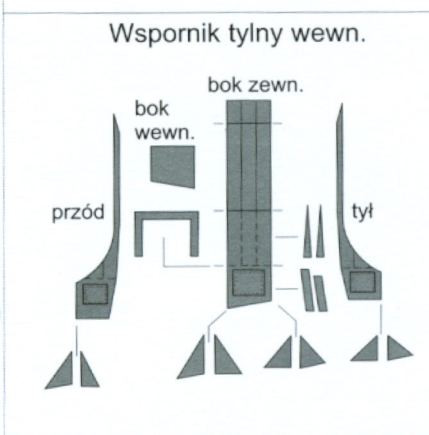 Wspornik tylny wewn.
bok zewn.
bok
wewn.
przód
tył